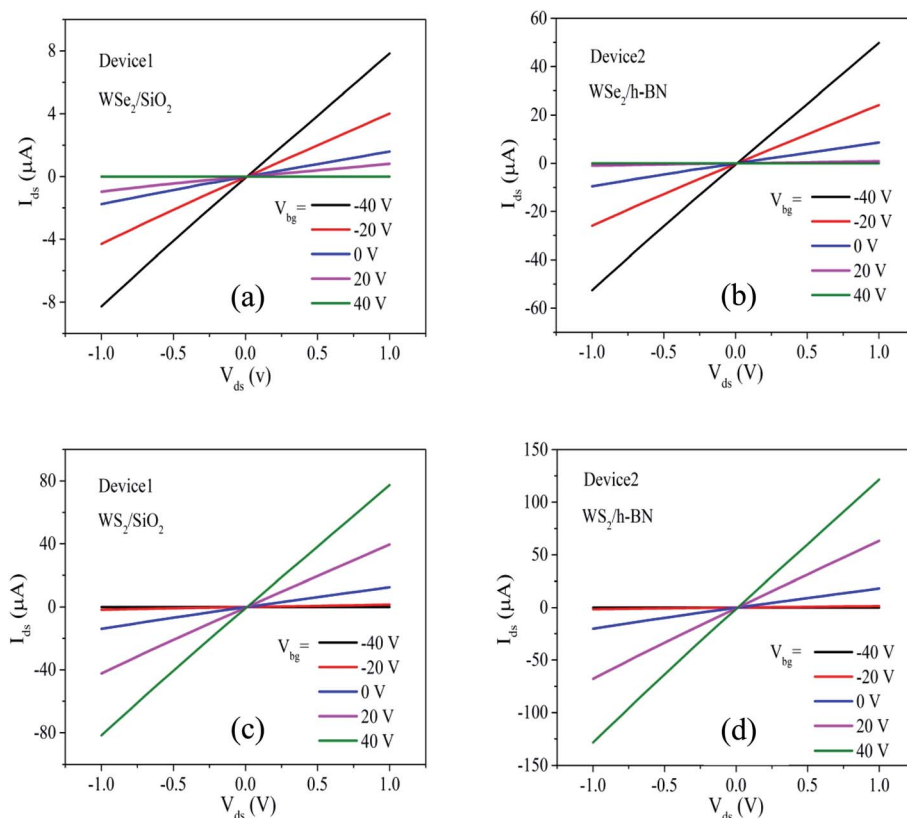 Device1
WSe2/SiO2
8
4
0
-4
-8
Ids (μA)
Vbg=
-40 V
-20 V
0 V
20 V
40 V
(a)
-1.0 -0.5 0.0 0.5 1.0
Vds (v)
Device2
WSe2/h-BN
60
40
20
0
-20
-40
-60
Ids (μA)
Vbg=
-40 V
-20 V
0 V
20 V
40 V
(b)
-1.0 -0.5 0.0 0.5 1.0
Vds (V)
Device1
WS2/SiO2
80
40
0
-40
-80
Ids (μA)
Vbg=
-40 V
-20 V
0 V
20 V
40 V
(c)
-1.0 -0.5 0.0 0.5 1.0
Vds (V)
Device2
WS2/h-BN
150
100
50
0
-50
-75
-100
-125
-150
Ids (μA)
Vbg=
-40 V
-20 V
0 V
20 V
40 V
(d)
-1.0 -0.5 0.0 0.5 1.0
Vds (V)